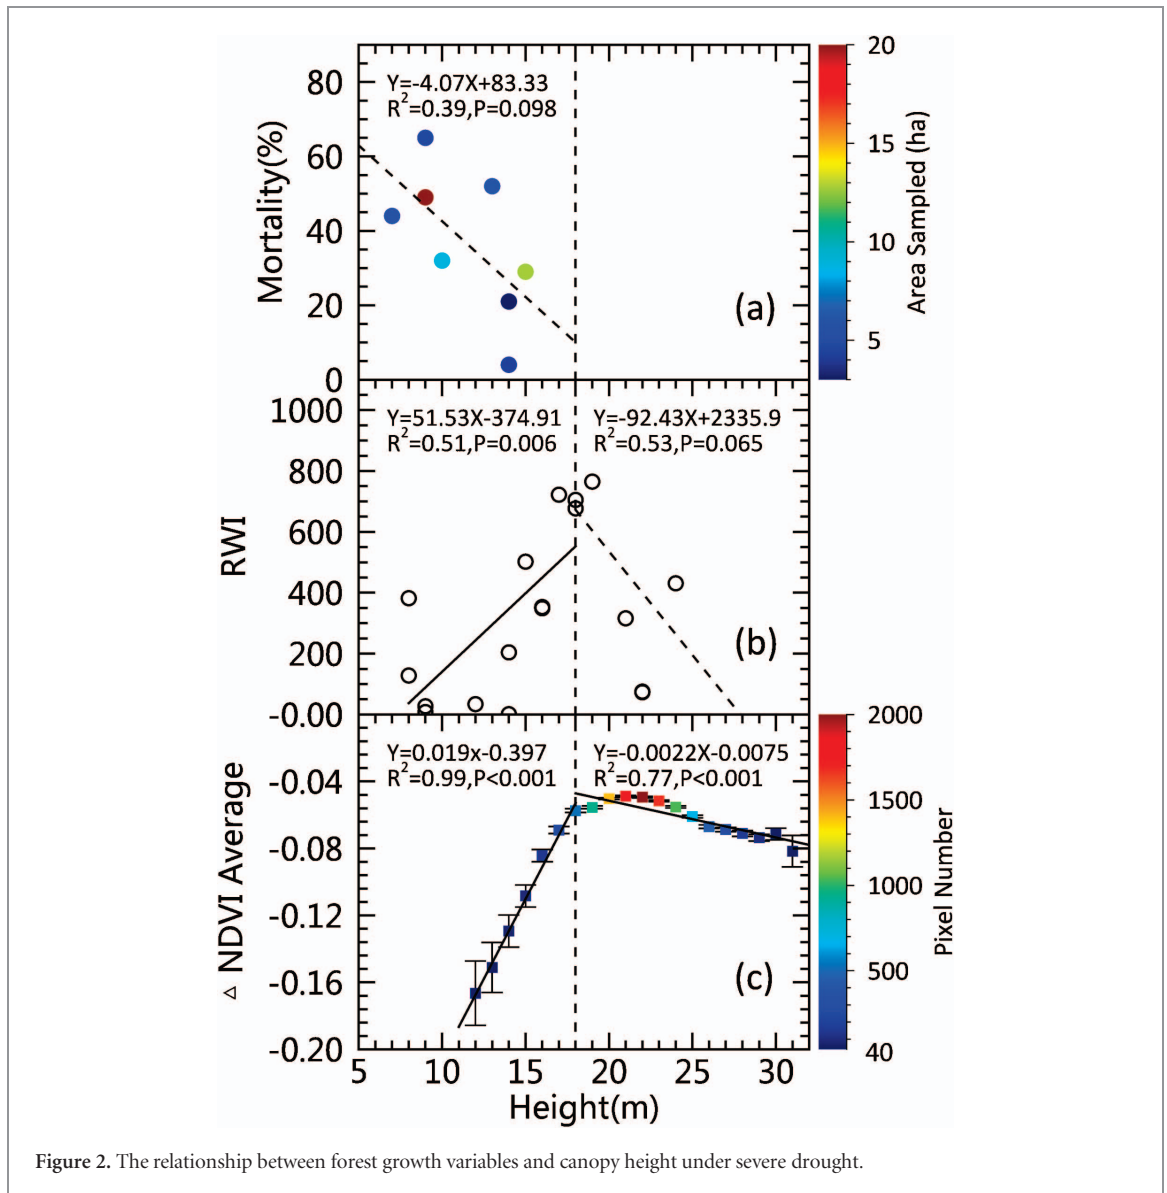 Y=-4.07X+83.33
R²=0.39,P=0.098
80
60
40
20
0
Mortality(%)
(a)
20
15
10
5
Area Sampled (ha)
Y=51.53X-374.91
R²=0.51,P=0.006
Y=-92.43X+2335.9
R²=0.53,P=0.065
1000
800
600
400
200
-0.00
RWI
(b)
Y=0.019x-0.397
R²=0.99,P<0.001
Y=-0.0022X-0.0075
R²=0.77,P<0.001
-0.04
-0.08
-0.12
-0.16
-0.20
△ NDVI Average
(c)
2000
1500
1000
500
40
Pixel Number
5 10 15 20 25 30
Height(m)
Figure 2. The relationship between forest growth variables and canopy height under severe drought.